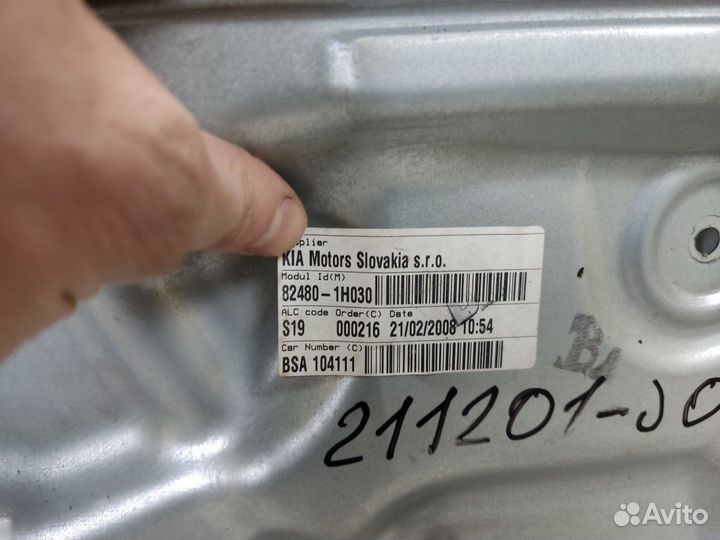 KIA Motors Slovakia s.r.o.
Modul Id(M)
82480-1H030
ALC code Order(C) Date
S19 000216 21/02/2008 10:54
Car Number (C)
BSA 104111
211201-J0
Avito